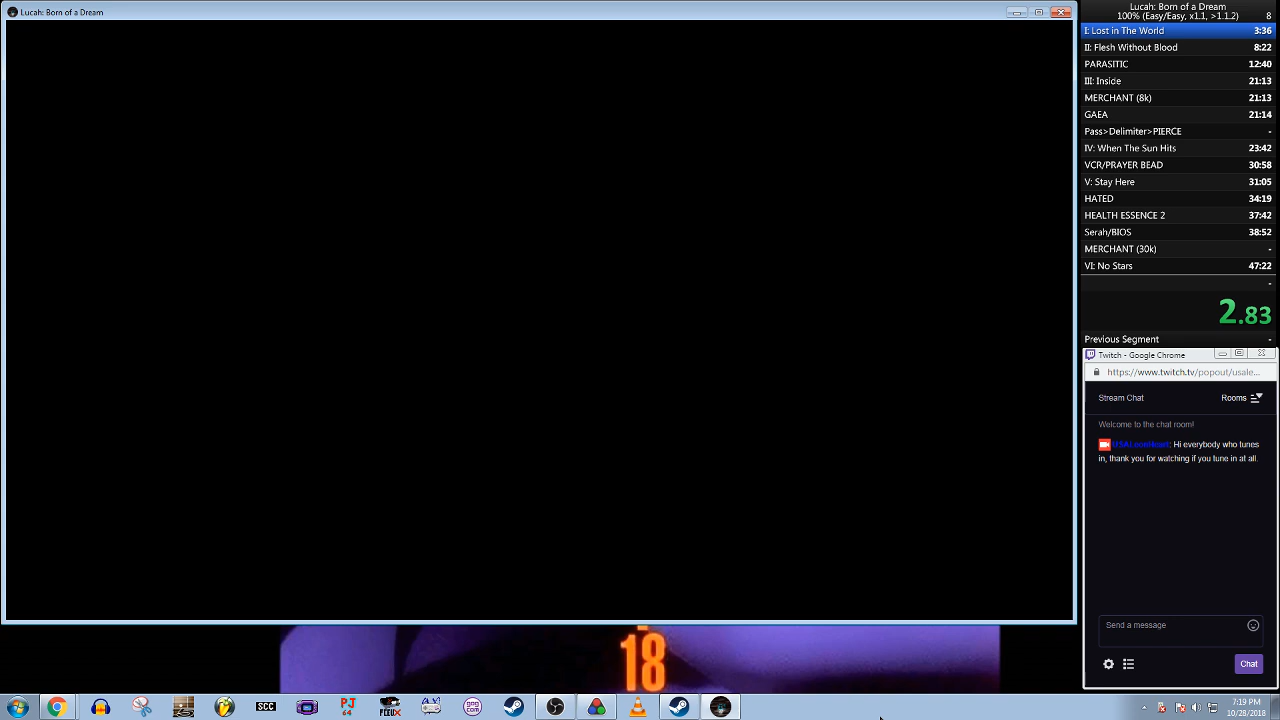 Lucah: Born of a Dream
Lucah: Born of a Dream
100% (Easy/Easy, x1.1, >1.1.2) 8
I: Lost in The World 3:36
II: Flesh Without Blood 8:22
PARASITIC 12:40
III: Inside 21:13
MERCHANT (8k) 21:13
GAEA 21:14
Pass>Delimiter>PIERCE -
IV: When The Sun Hits 23:42
VCR/PRAYER BEAD 30:58
V: Stay Here 31:05
HATED 34:19
HEALTH ESSENCE 2 37:42
Serah/BIOS 38:52
MERCHANT (30k) -
VI: No Stars 47:22
-
2.83
Previous Segment -
Twitch - Google Chrome
https://www.twitch.tv/popout/usale...
Stream Chat Rooms
Welcome to the chat room!
Hi everybody who tunes
in, thank you for watching if you tune in at all.
Send a message
Chat
18
SCC
PJ
64
7:19 PM
10/28/2018